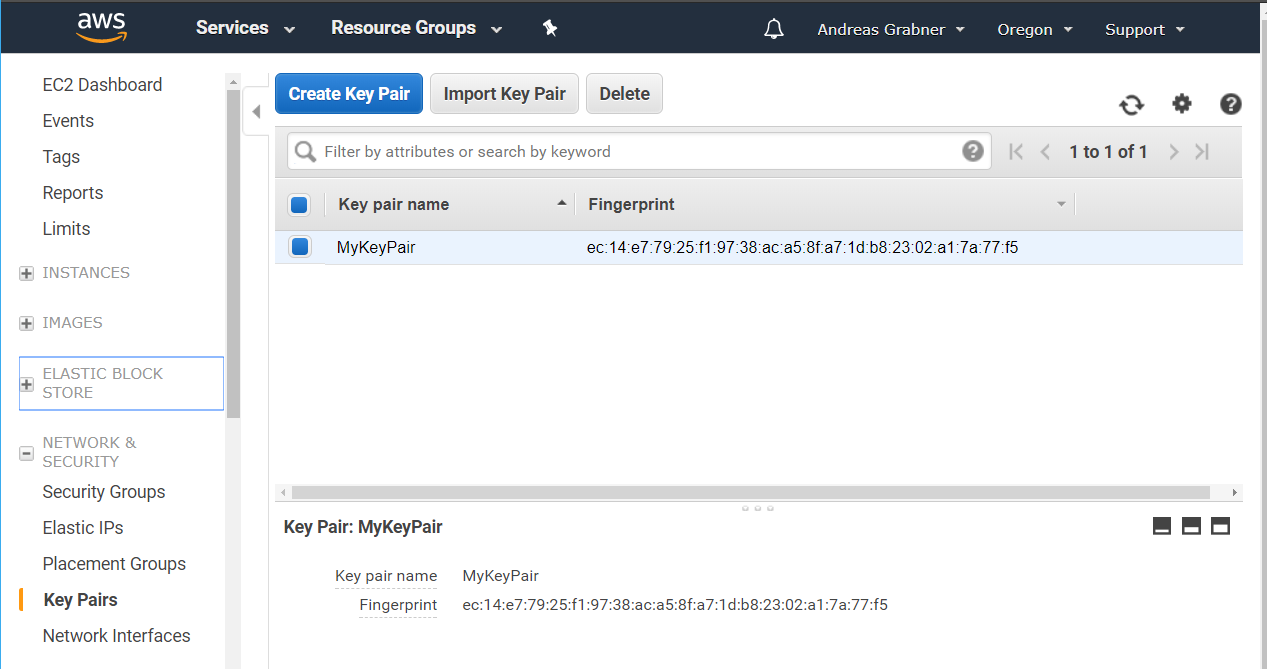 aws Services Resource Groups Andreas Grabner Oregon Support
EC2 Dashboard
Events
Tags
Reports
Limits
INSTANCES
IMAGES
ELASTIC BLOCK
STORE
NETWORK &
SECURITY
Security Groups
Elastic IPs
Placement Groups
Key Pairs
Network Interfaces
Create Key Pair Import Key Pair Delete
Filter by attributes or search by keyword 1 to 1 of 1
Key pair name Fingerprint
MyKeyPair ec:14:e7:79:25:f1:97:38:ac:a5:8f:a7:1d:b8:23:02:a1:7a:77:f5
Key Pair: MyKeyPair
Key pair name MyKeyPair
Fingerprint ec:14:e7:79:25:f1:97:38:ac:a5:8f:a7:1d:b8:23:02:a1:7a:77:f5